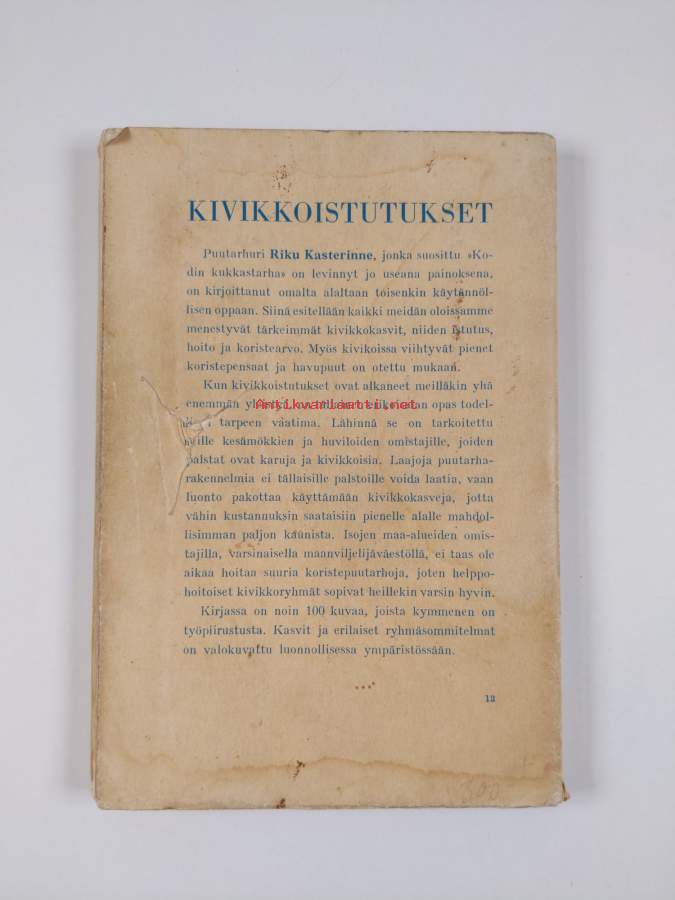 KIVIKKOISTUTUKSET
Puutarhuri Riku Kasterinne, jonka suosittu »Ko-
din kukkastarha» on levinnyt jo useana painoksena,
on kirjoittanut omalta alaltaan toisenkin käytännöl-
lisen oppaan. Siinä esitellään kaikki meidän oloissamme
menestyvät tärkeimmät kivikkokasvit, niiden istutus,
hoito ja koristearvo. Myös kivikoissa viihtyvät pienet
koristepensaat ja havupuut on otettu mukaan.
Kun kivikkoistutukset ovat alkaneet meilläkin yhä
enemmän opas todel-
Antikvariaatti.net
tarpeen vaatima. Lähinnä se on tarkoitettu
niille kesämökkien ja huviloiden omistajille, joiden
palstat ovat karuja ja kivikkoisia. Laajoja puutarha-
rakennelmia ei tällaisille palstoille voida laatia, vaan
luonto pakottaa käyttämään kivikkokasveja, jotta
vähin kustannuksin saataisiin pienelle alalle mahdol-
lisimman paljon kaunista. Isojen maa-alueiden omis-
tajilla, varsinaisella maanviljelijäväestöllä, ei taas ole
aikaa hoitaa suuria koristepuutarhoja, joten helppo-
hoitoiset kivikkoryhmät sopivat heillekin varsin hyvin.
Kirjassa on noin 100 kuvaa, joista kymmenen on
työpiirustusta. Kasvit ja erilaiset ryhmäsommitelmat
on valokuvattu luonnollisessa ympäristössään.
12